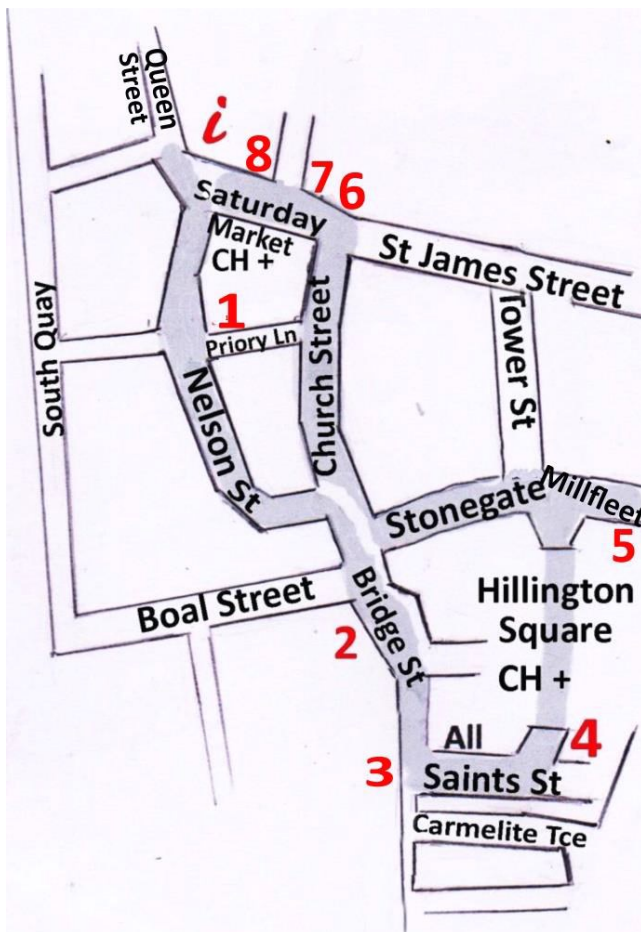 Queen
Street
i
8
7
6
Saturday
Market
CH +
St James Street
1
Priory Ln
South Quay
Church Street
Tower St
Nelson St
Stonegate
Millfleet
5
Boal Street
Bridge St
Hillington
Square
CH +
2
3
4
All
Saints St
Carmelite Tce